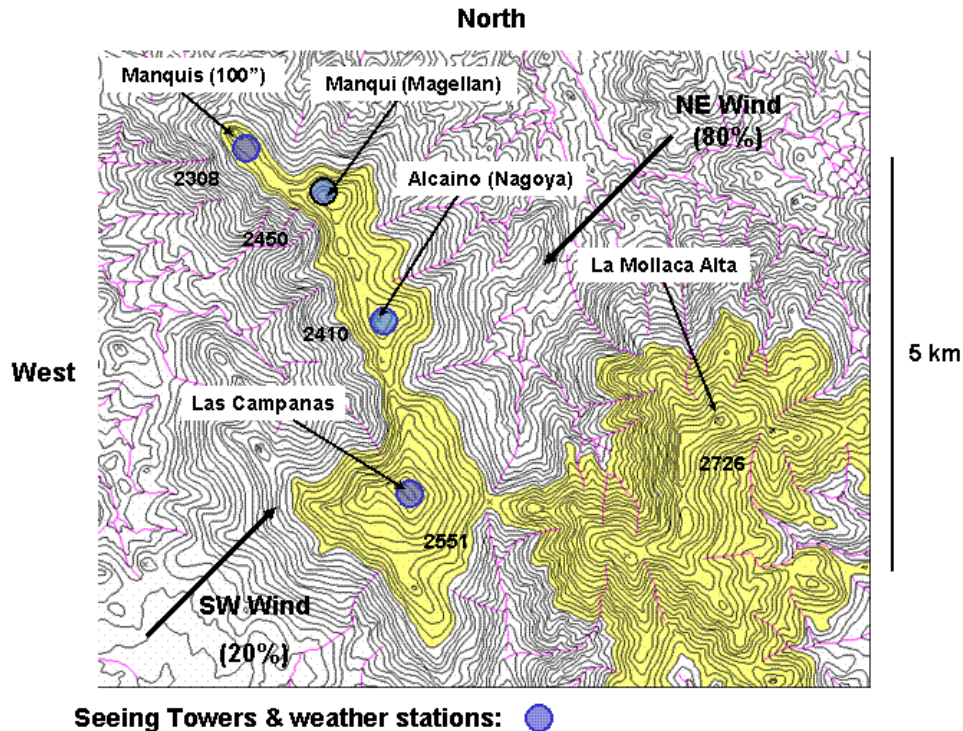 North
Manquis (100”)
Manqui (Magellan)
NE Wind
(80%)
2308
Alcaino (Nagoya)
2450
La Mollaca Alta
2410
5 km
West
Las Campanas
2726
2551
SW Wind
(20%)
Seeing Towers & weather stations: